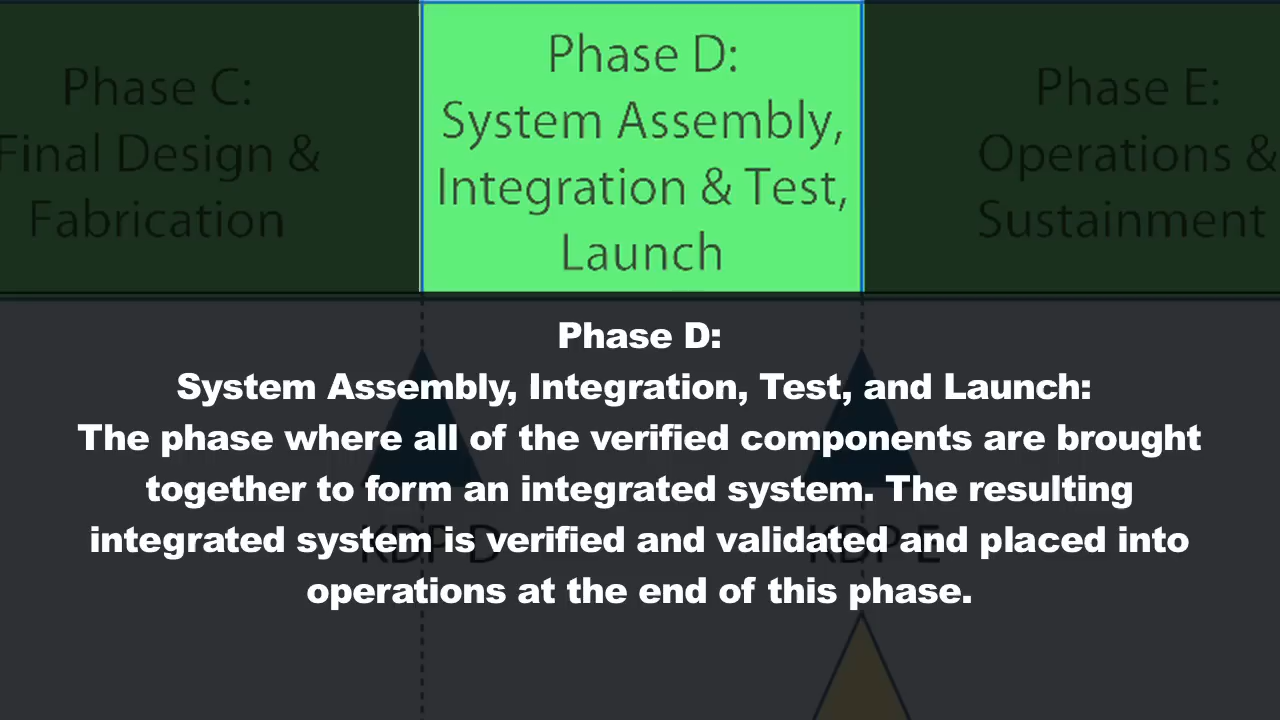 Phase C:
Final Design &
Fabrication
Phase D:
System Assembly,
Integration & Test,
Launch
Phase E:
Operations &
Sustainment
Phase D:
System Assembly, Integration, Test, and Launch:
The phase where all of the verified components are brought
together to form an integrated system. The resulting
integrated system is verified and validated and placed into
operations at the end of this phase.
KDP D
KDP E